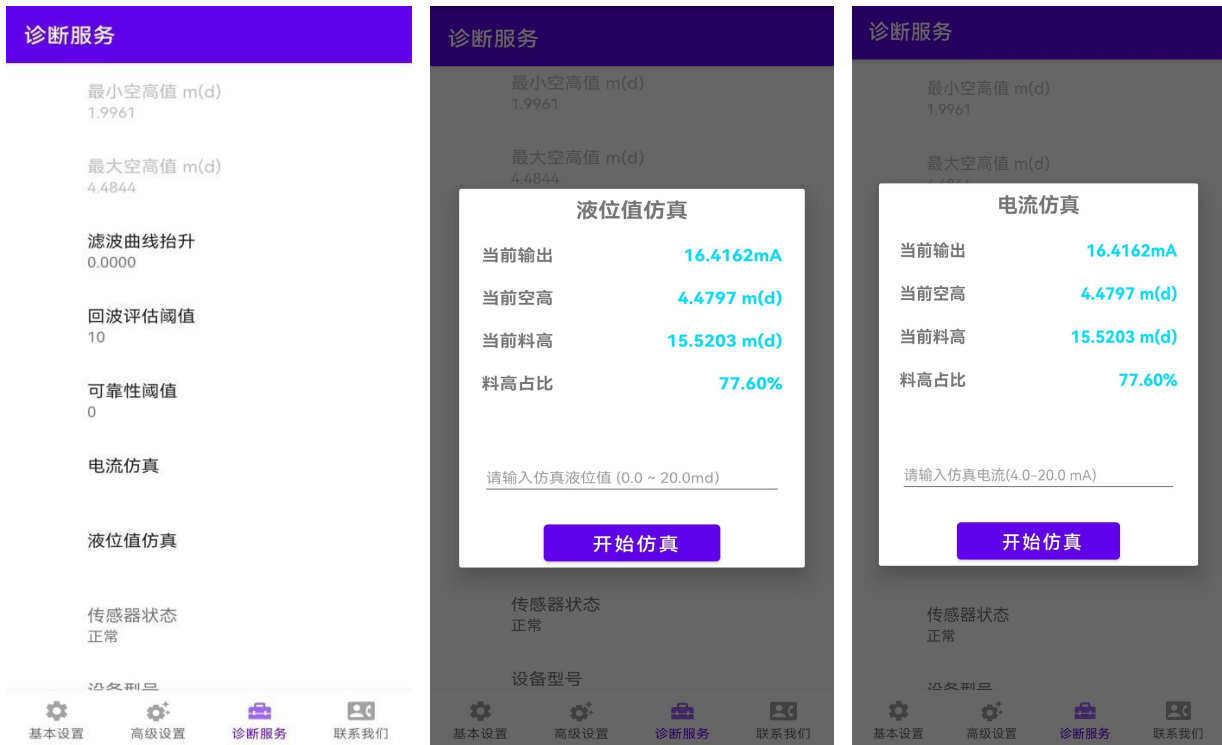 诊断服务
最小空高值 m(d)
1.9961
最大空高值 m(d)
4.4844
滤波曲线抬升
0.0000
回波评估阈值
10
可靠性阈值
0
电流仿真
液位值仿真
传感器状态
正常
设备型号
基本设置 高级设置 诊断服务 联系我们
诊断服务
最小空高值 m(d)
1.9961
最大空高值 m(d)
4.4844
液位值仿真
当前输出 16.4162mA
当前空高 4.4797 m(d)
当前料高 15.5203 m(d)
料高占比 77.60%
请输入仿真液位值 (0.0 ~ 20.0md)
开始仿真
传感器状态
正常
设备型号
基本设置 高级设置 诊断服务 联系我们
诊断服务
最小空高值 m(d)
1.9961
最大空高值 m(d)
电流仿真
当前输出 16.4162mA
当前空高 4.4797 m(d)
当前料高 15.5203 m(d)
料高占比 77.60%
请输入仿真电流(4.0-20.0 mA)
开始仿真
传感器状态
正常
设备型号
基本设置 高级设置 诊断服务 联系我们